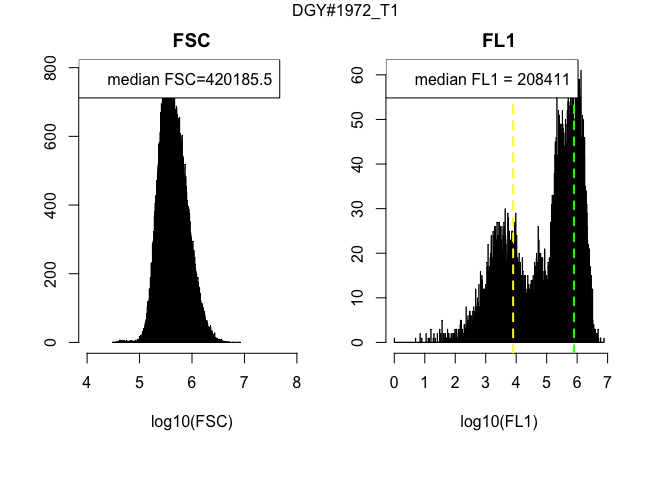 DGY#1972_T1
FSC
median FSC=420185.5
0
200
400
600
800
4 5 6 7 8
log10(FSC)
FL1
median FL1 = 208411
0
10
20
30
40
50
60
0 1 2 3 4 5 6 7
log10(FL1)